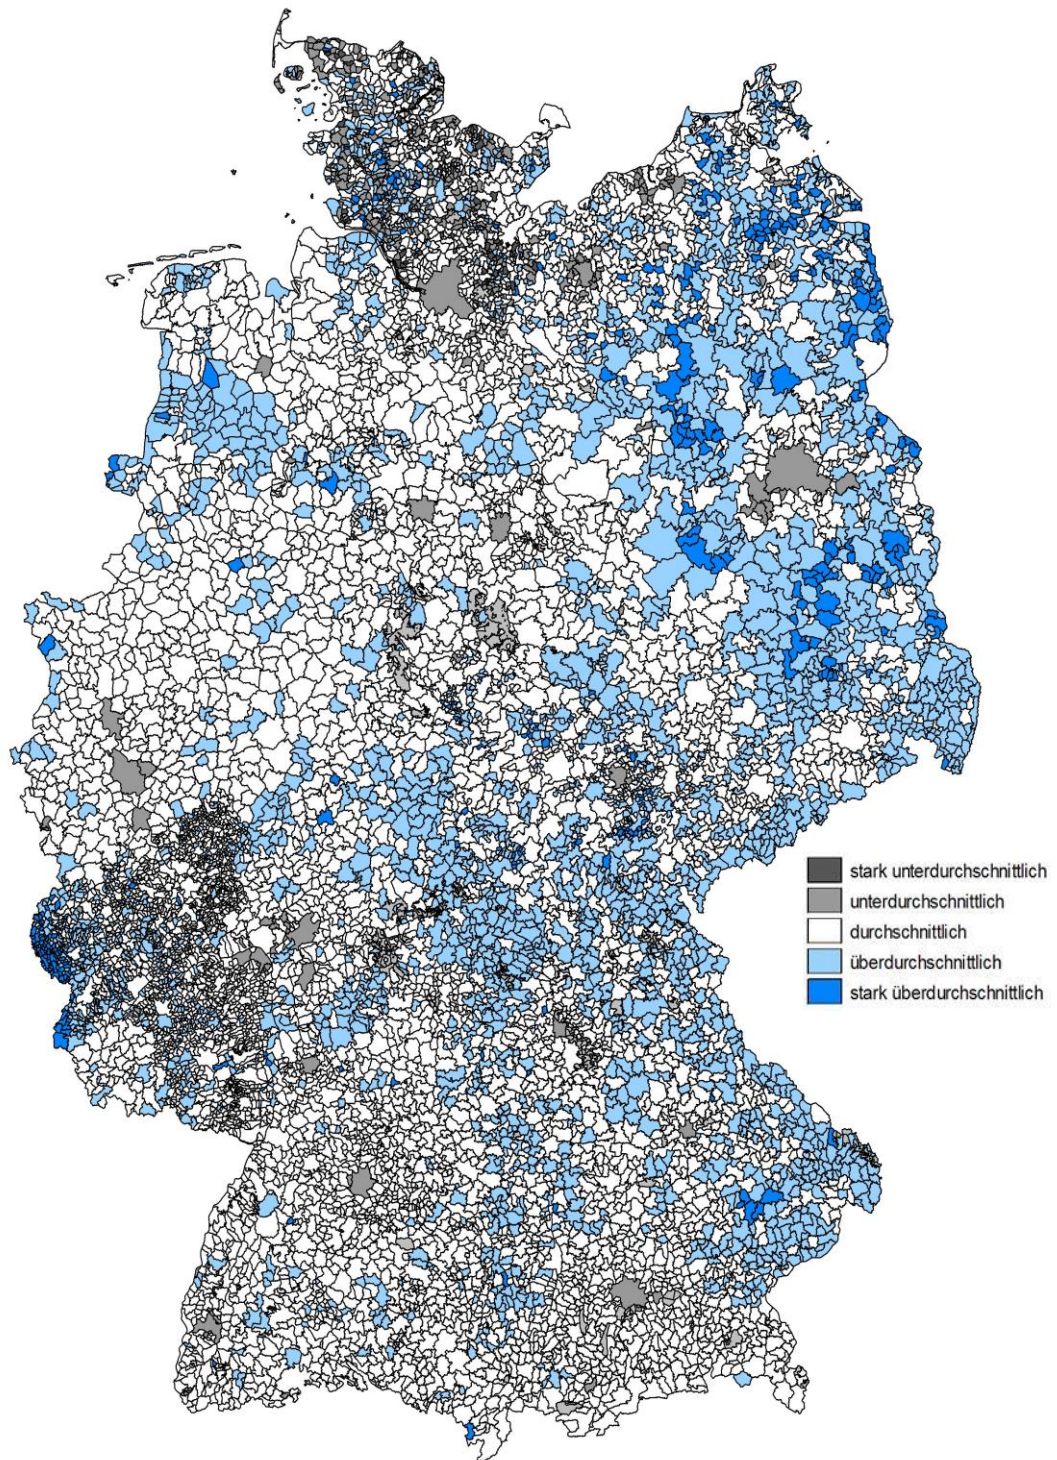 stark unterdurchschnittlich
unterdurchschnittlich
durchschnittlich
überdurchschnittlich
stark überdurchschnittlich